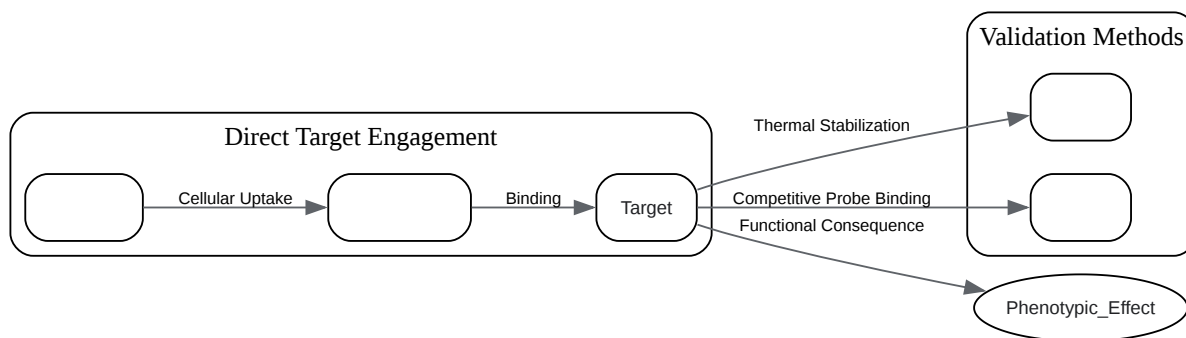 Validation Methods
Direct Target Engagement
Thermal Stabilization
Cellular Uptake
Binding
Target
Competitive Probe Binding
Functional Consequence
Phenotypic_Effect